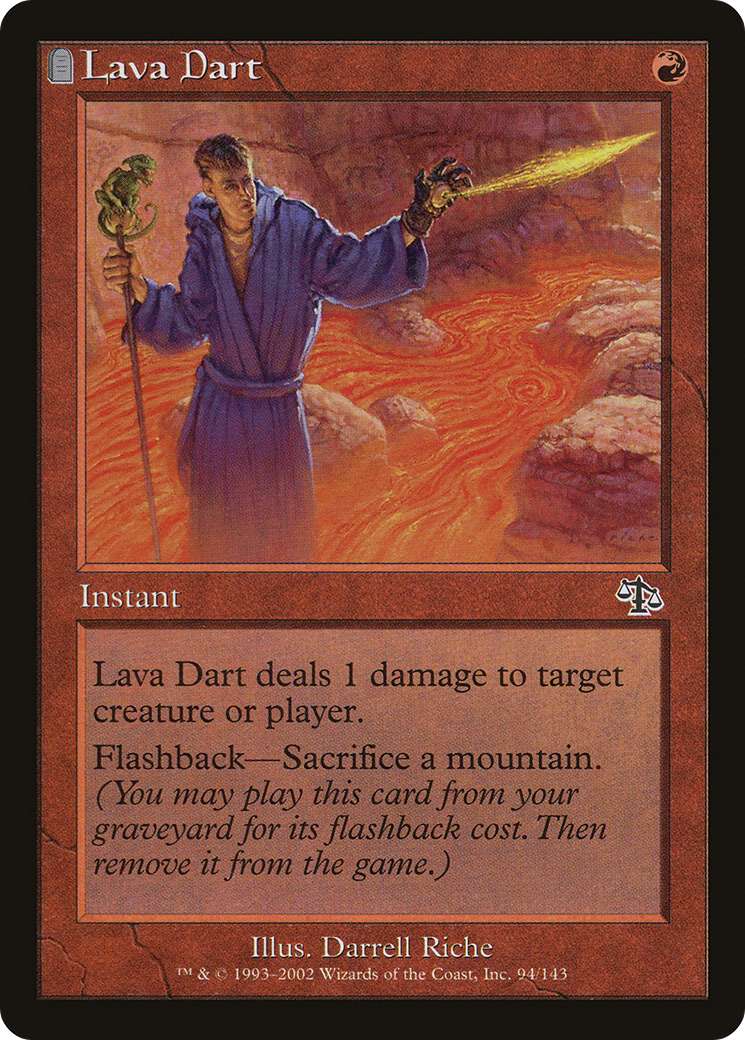 Lava Dart
riche
Instant
Lava Dart deals 1 damage to target
creature or player.
Flashback—Sacrifice a mountain.
(You may play this card from your
graveyard for its flashback cost. Then
remove it from the game.)
Illus. Darrell Riche
™ & © 1993–2002 Wizards of the Coast, Inc. 94/143